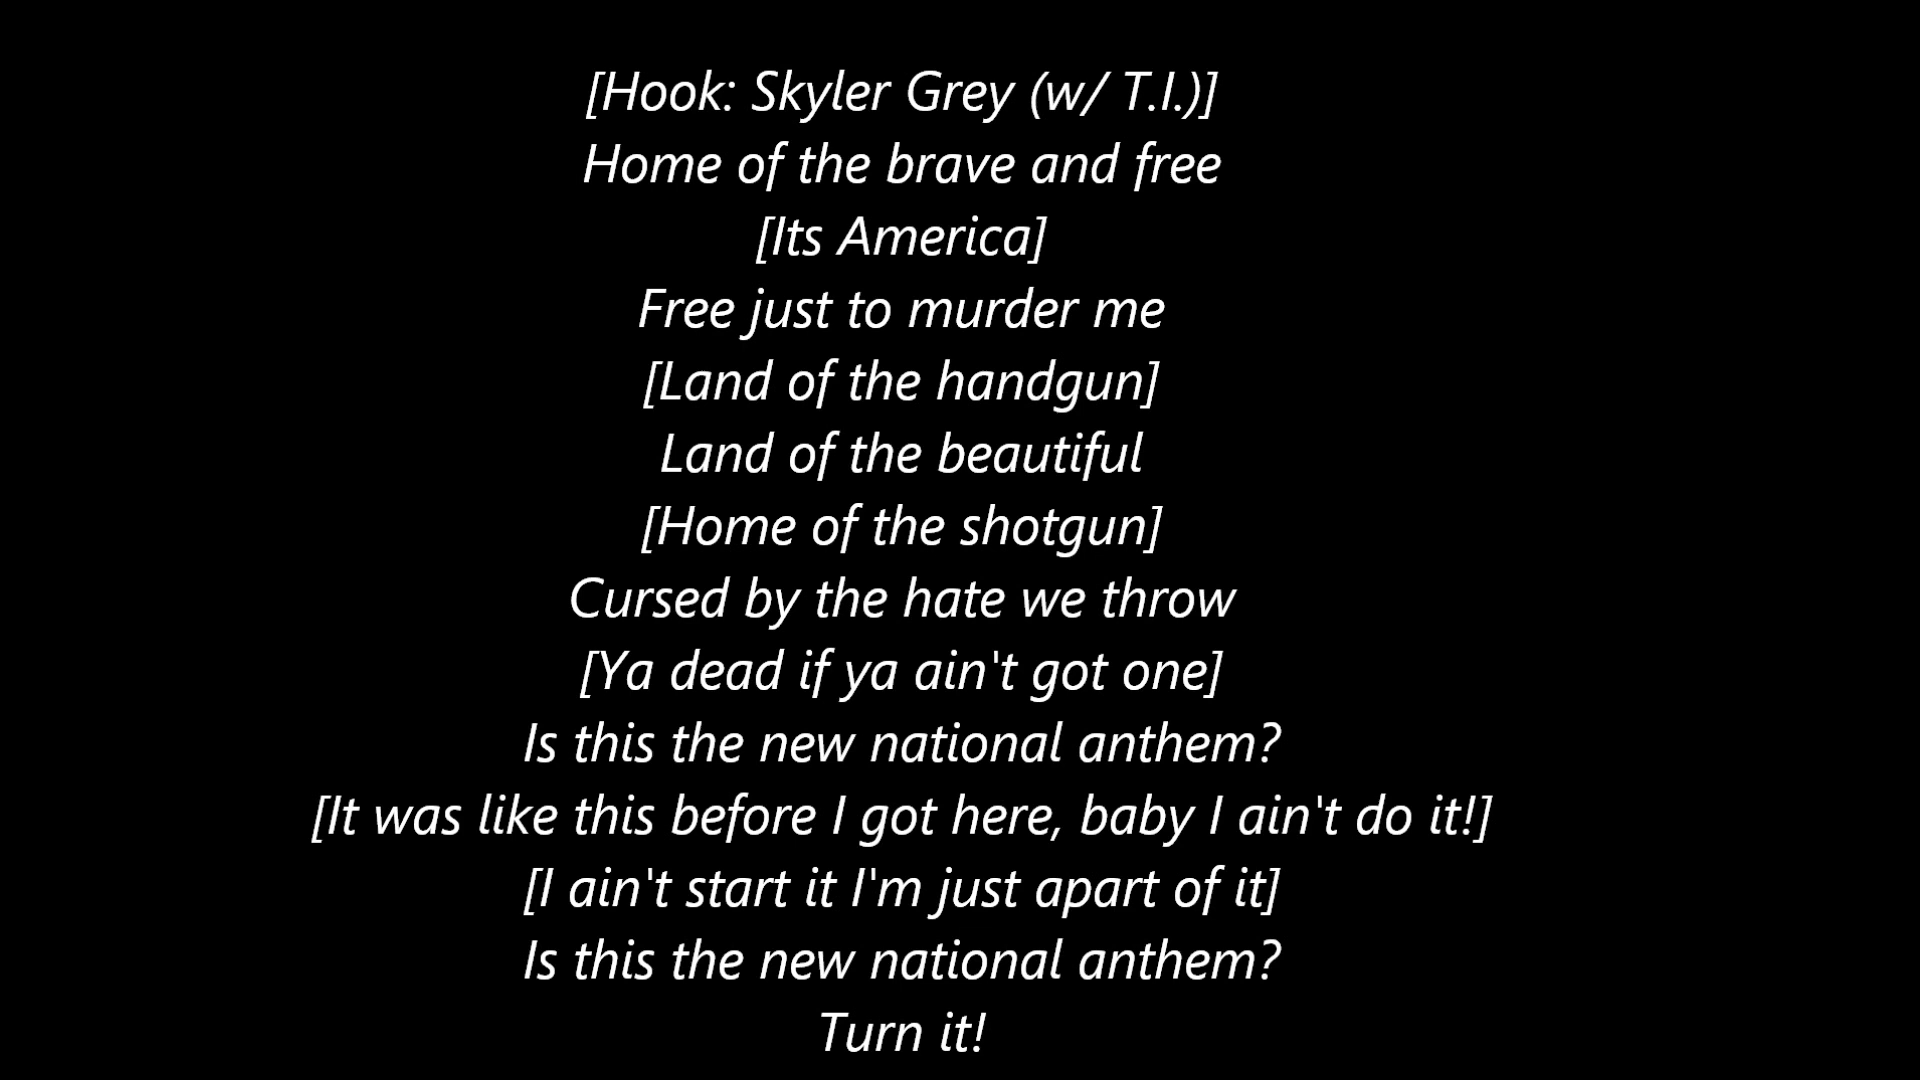 [Hook: Skyler Grey (w/ T.I.)]
Home of the brave and free
[Its America]
Free just to murder me
[Land of the handgun]
Land of the beautiful
[Home of the shotgun]
Cursed by the hate we throw
[Ya dead if ya ain't got one]
Is this the new national anthem?
[It was like this before I got here, baby I ain't do it!]
[I ain't start it I'm just apart of it]
Is this the new national anthem?
Turn it!